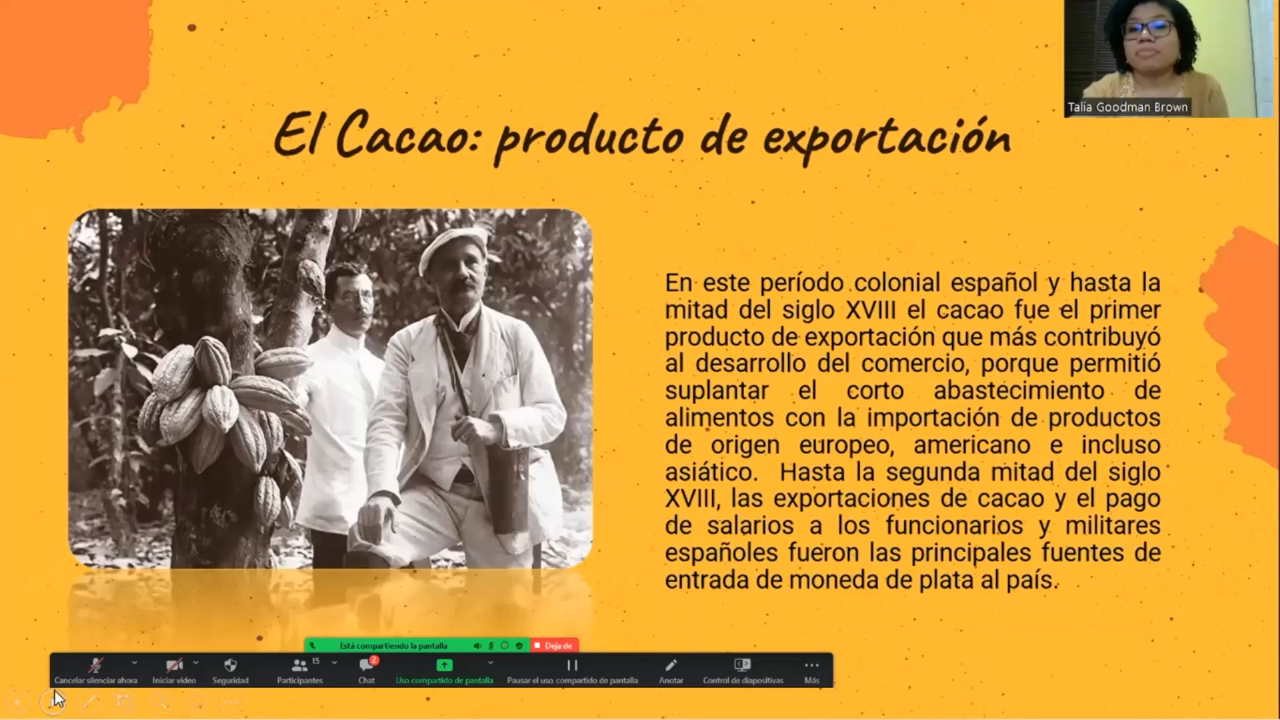 Talia Goodman Brown
El Cacao: producto de exportación
En este período colonial español y hasta la
mitad del siglo XVIII el cacao fue el primer
producto de exportación que más contribuyó
al desarrollo del comercio, porque permitió
suplantar el corto abastecimiento de
alimentos con la importación de productos
de origen europeo, americano e incluso
asiático. Hasta la segunda mitad del siglo
XVIII, las exportaciones de cacao y el pago
de salarios a los funcionarios y militares
españoles fueron las principales fuentes de
entrada de moneda de plata al país.
Está compartiendo la pantalla
Deja de
15
2
Cancelar silenciar ahora
Iniciar video
Seguridad
Participantes
Chat
Uso compartido de pantalla
Pausar el uso compartido de pantalla
Anotar
Control de diapositivas
Más